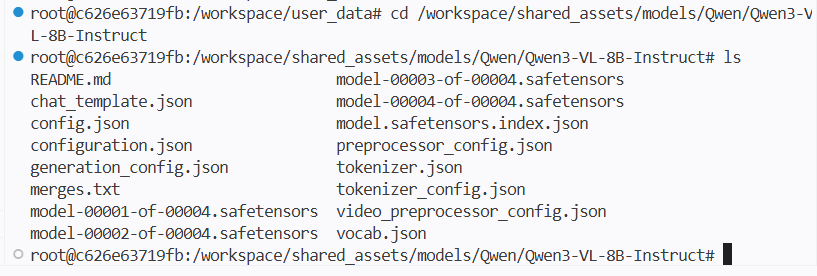 root@c626e63719fb:/workspace/user_data# cd /workspace/shared_assets/models/Qwen/Qwen3-V
L-8B-Instruct
root@c626e63719fb:/workspace/shared_assets/models/Qwen/Qwen3-VL-8B-Instruct# ls
README.md model-00003-of-00004.safetensors
chat_template.json model-00004-of-00004.safetensors
config.json model.safetensors.index.json
configuration.json preprocessor_config.json
generation_config.json tokenizer.json
merges.txt tokenizer_config.json
model-00001-of-00004.safetensors video_preprocessor_config.json
model-00002-of-00004.safetensors vocab.json
root@c626e63719fb:/workspace/shared_assets/models/Qwen/Qwen3-VL-8B-Instruct#